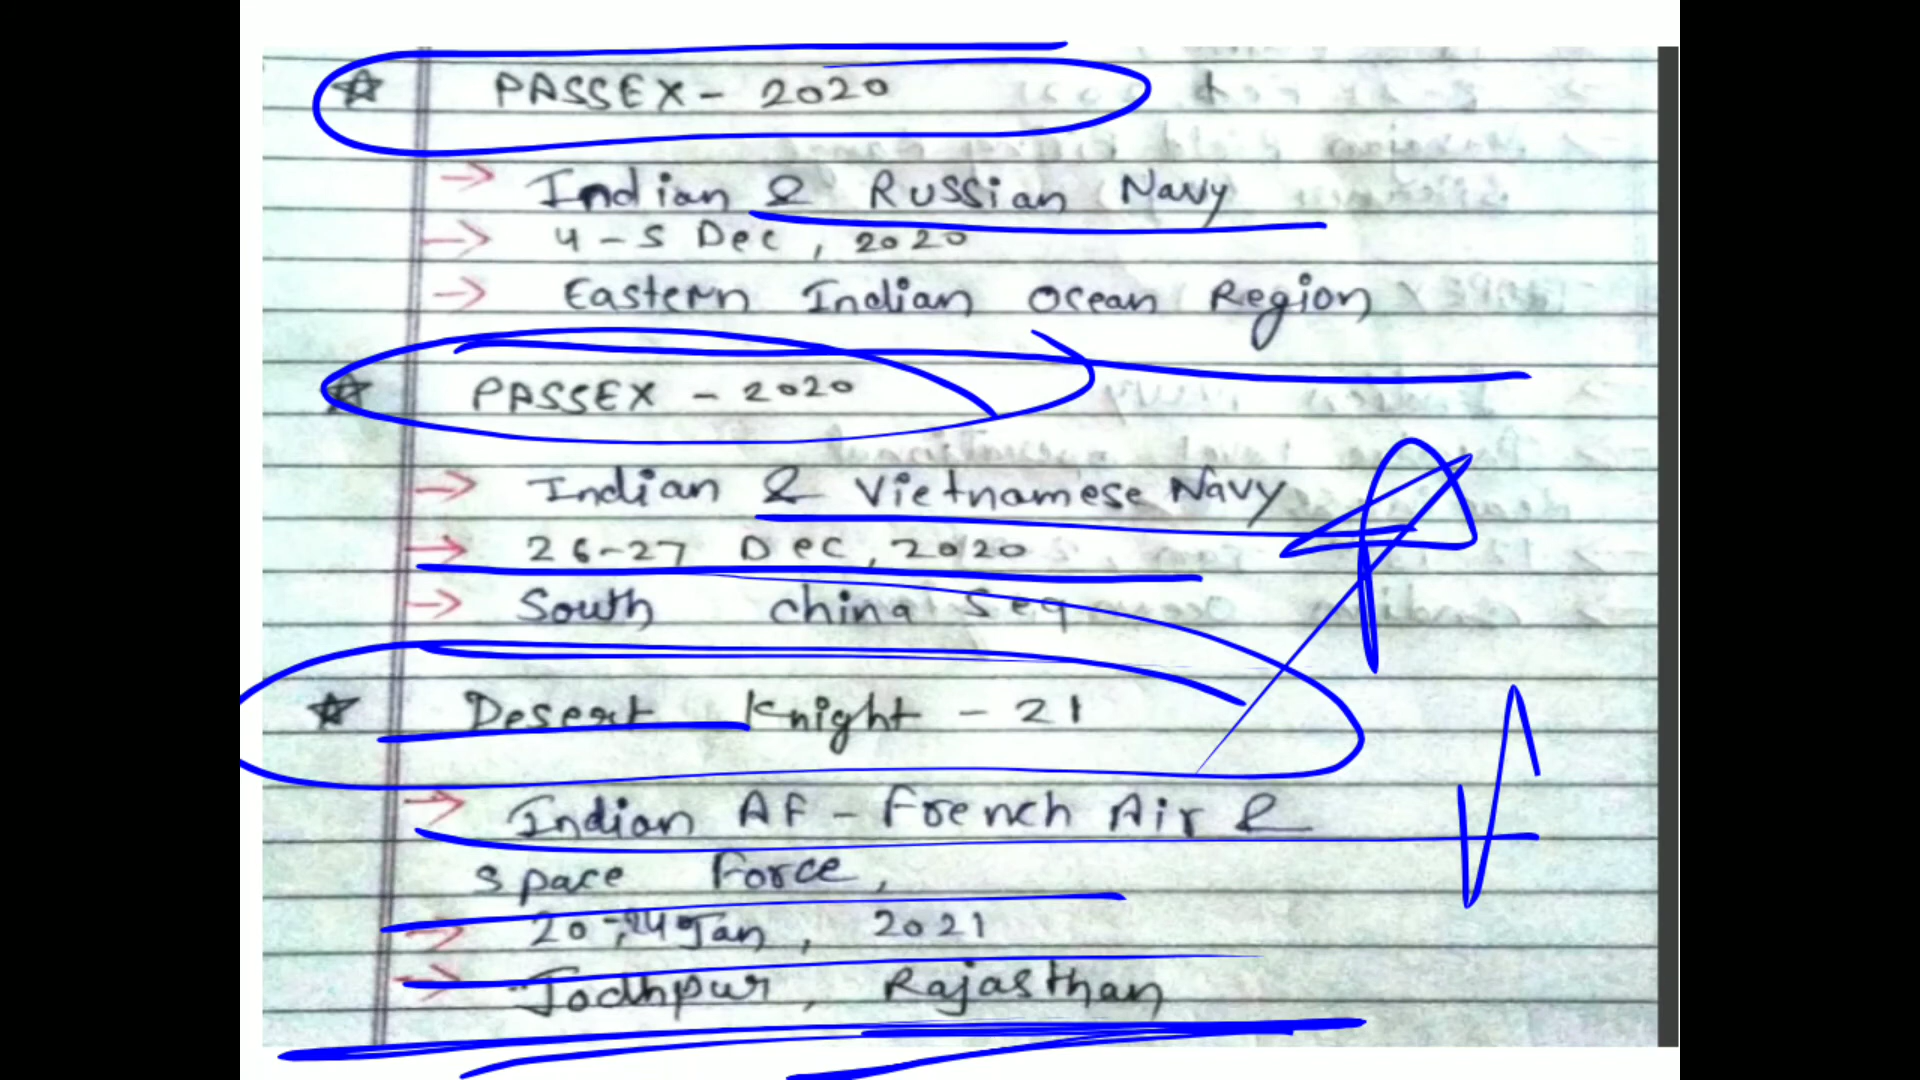 ☆ PASSEX - 2020
→ Indian & Russian Navy
→ 4-5 Dec, 2020
→ Eastern Indian Ocean Region
☆ PASSEX - 2020
→ Indian & Vietnamese Navy
→ 26-27 Dec, 2020
→ South China Sea
☆ Desert Knight - 21
→ Indian AF - French Air &
Space Force,
→ 20-24 Jan, 2021
→ Jodhpur, Rajasthan